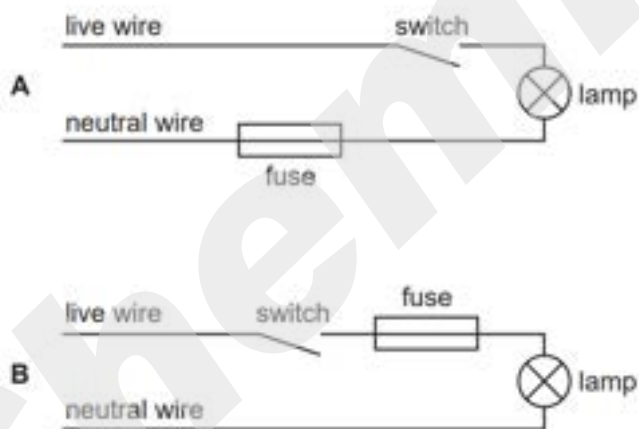 live wire
switch
A
lamp
neutral wire
fuse
fuse
live wire
switch
B
lamp
neutral wire